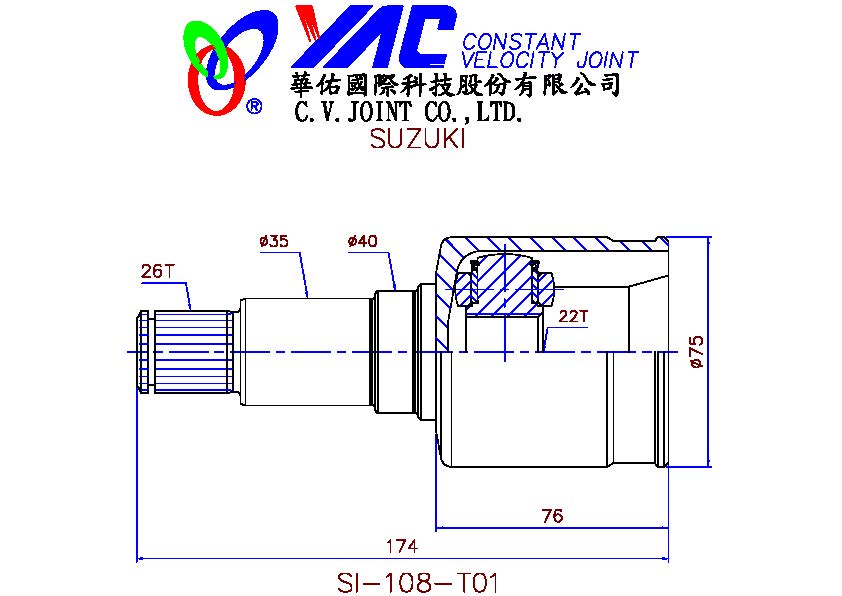 YAC CONSTANT
VELOCITY JOINT
華佑國際科技股份有限公司
®
C.V.JOINT CO.,LTD.
SUZUKI
ø35
ø40
26T
22T
ø75
76
174
SI-108-T01